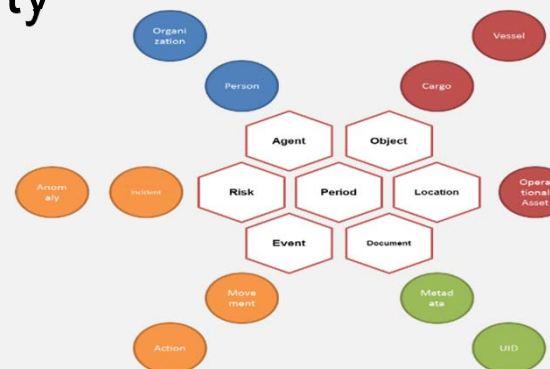 ty
Organi
zation
Vessel
Person
Cargo
Agent
Object
Anom
aly
Incident
Risk
Period
Location
Opera
tional
Asset
Event
Document
Move
ment
Metad
ata
Action
UID